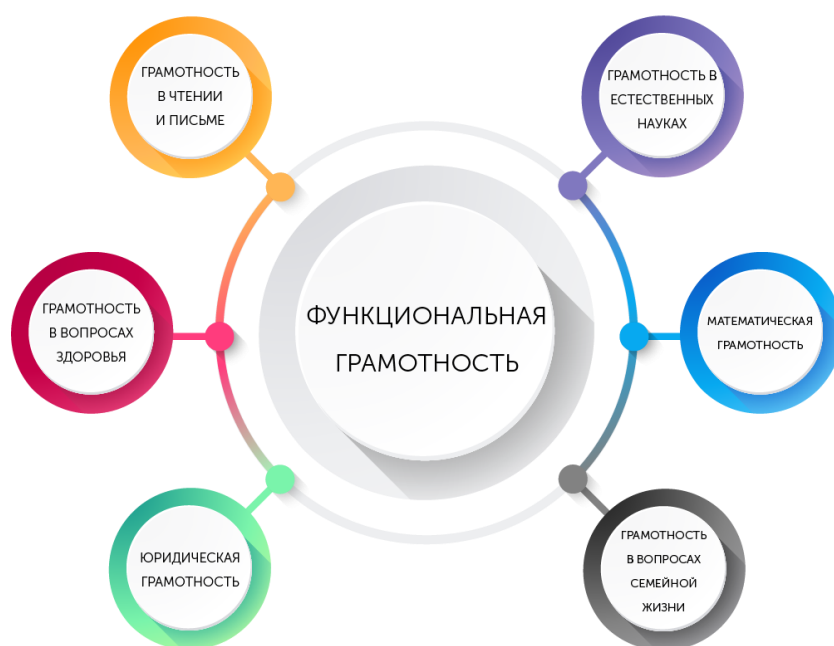 ГРАМОТНОСТЬ
В ЧТЕНИИ
И ПИСЬМЕ
ГРАМОТНОСТЬ В
ЕСТЕСТВЕННЫХ
НАУКАХ
ГРАМОТНОСТЬ
В ВОПРОСАХ
ЗДОРОВЬЯ
ФУНКЦИОНАЛЬНАЯ
ГРАМОТНОСТЬ
МАТЕМАТИЧЕСКАЯ
ГРАМОТНОСТЬ
ЮРИДИЧЕСКАЯ
ГРАМОТНОСТЬ
ГРАМОТНОСТЬ
В ВОПРОСАХ
СЕМЕЙНОЙ
ЖИЗНИ